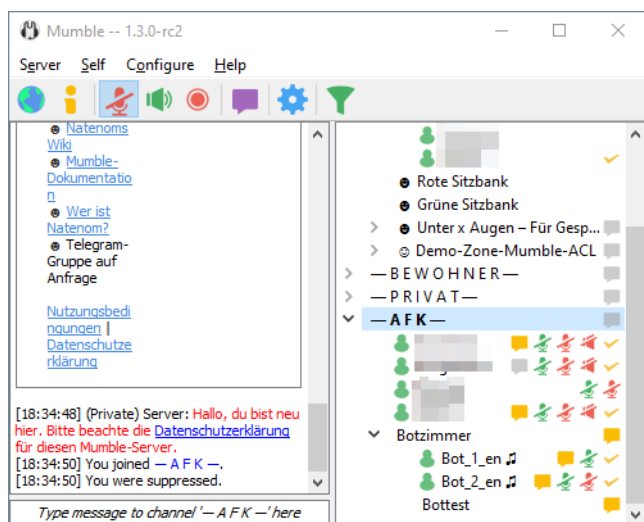 Mumble -- 1.3.0-rc2
Server Self Configure Help
Natenoms
Wiki
Mumble-
Dokumentatio
n
Wer ist
Natenom?
Telegram-
Gruppe auf
Anfrage
Nutzungsbedi
ngungen |
Datenschutze
rklärung
[18:34:48] (Private) Server: Hallo, du bist neu
hier. Bitte beachte die Datenschutzerklärung
für diesen Mumble-Server.
[18:34:50] You joined — A F K —.
[18:34:50] You were suppressed.
Type message to channel '— A F K —' here
Rote Sitzbank
Grüne Sitzbank
Unter x Augen – Für Gesp...
Demo-Zone-Mumble-ACL
— B E W O H N E R —
— P R I V A T —
— A F K —
Botzimmer
Bot_1_en ♫
Bot_2_en ♫
Bottest